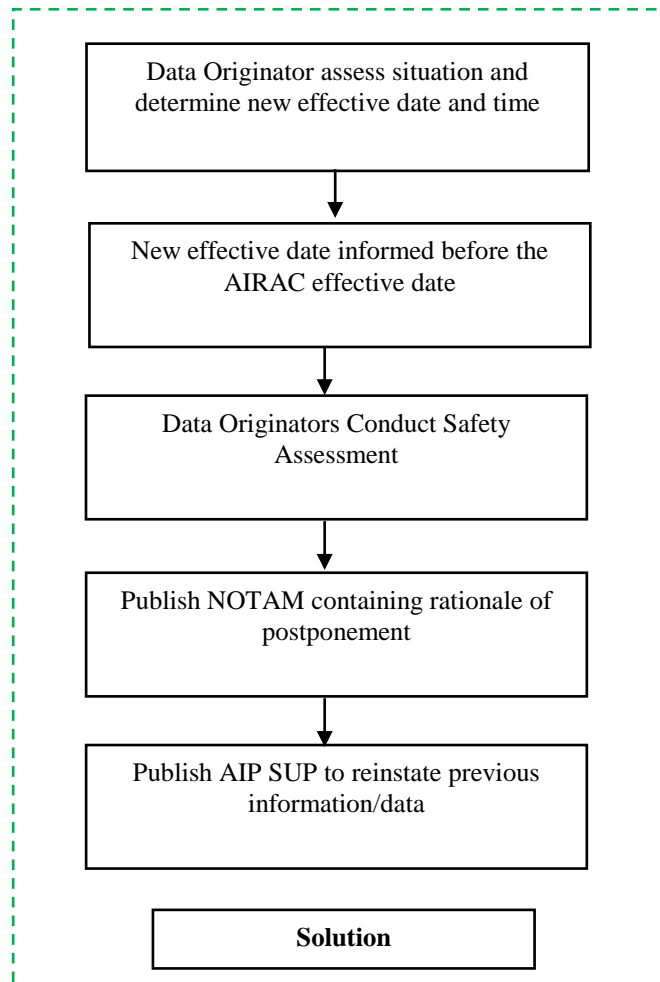 Data Originator assess situation and
determine new effective date and time
New effective date informed before the
AIRAC effective date
Data Originators Conduct Safety
Assessment
Publish NOTAM containing rationale of
postponement
Publish AIP SUP to reinstate previous
information/data
Solution